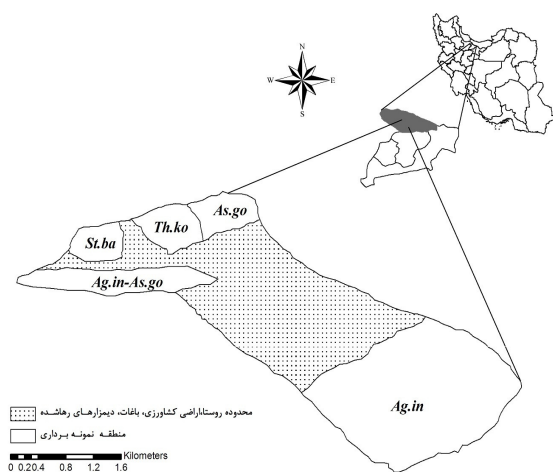 N
W E
S
As.go
Th.ko
St.ba
Ag.in-As.go
Ag.in
محدوده روستا،اراضی کشاورزی، باغات، دیمزارهای رهاشده
منطقه نمونه برداری
Kilometers
0 0.20.4 0.8 1.2 1.6